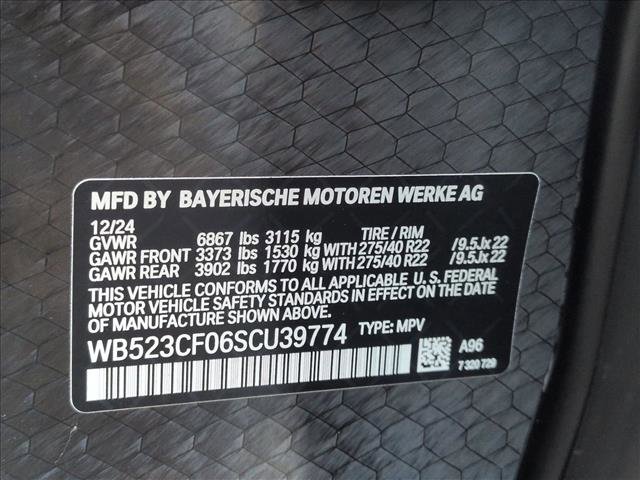 MFD BY BAYERISCHE MOTOREN WERKE AG
12/24
GVWR 6867 lbs 3115 kg TIRE / RIM
GAWR FRONT 3373 lbs 1530 kg WITH 275/40 R22 /9.5Jx22
GAWR REAR 3902 lbs 1770 kg WITH 275/40 R22 /9.5Jx22
THIS VEHICLE CONFORMS TO ALL APPLICABLE U.S. FEDERAL
MOTOR VEHICLE SAFETY STANDARDS IN EFFECT ON THE
DATE OF MANUFACTURE SHOWN ABOVE.
WB523CF06SCU39774 TYPE: MPV
A96
7 320 729